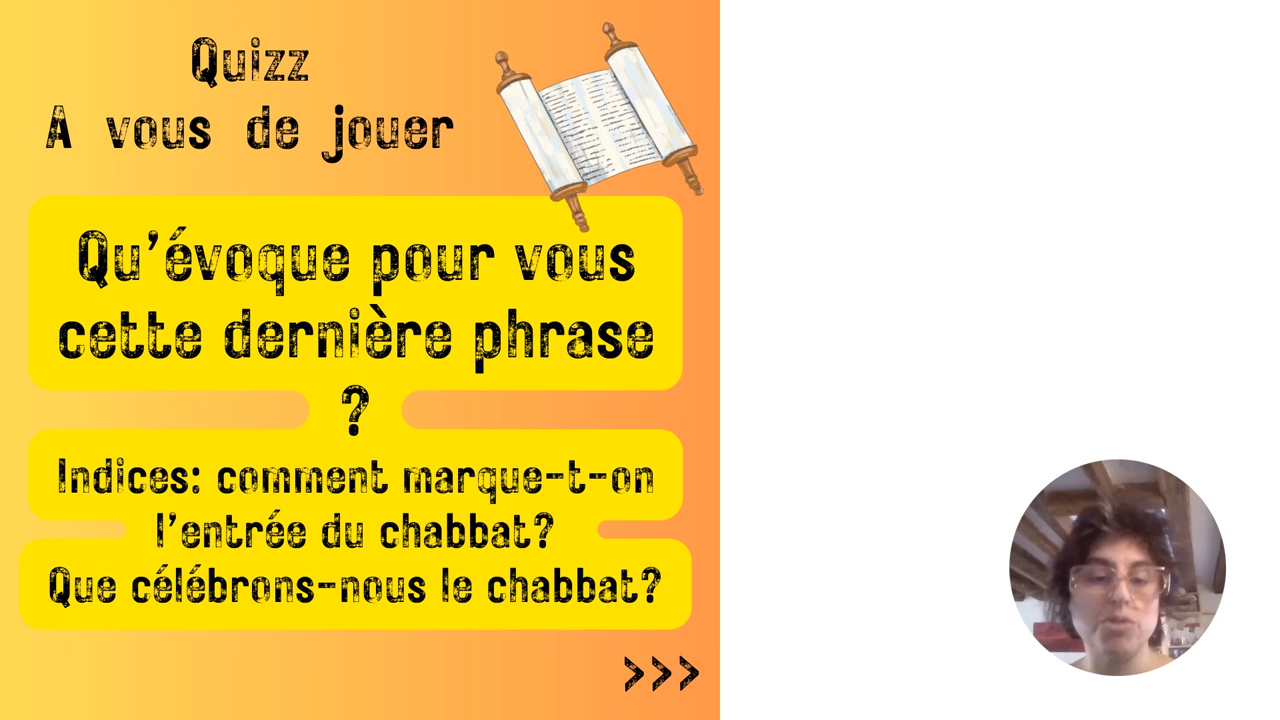 Quizz
A vous de jouer
Qu'évoque pour vous
cette dernière phrase
?
Indices: comment marque-t-on
l'entrée du chabbat?
Que célébrons-nous le chabbat?
>>>